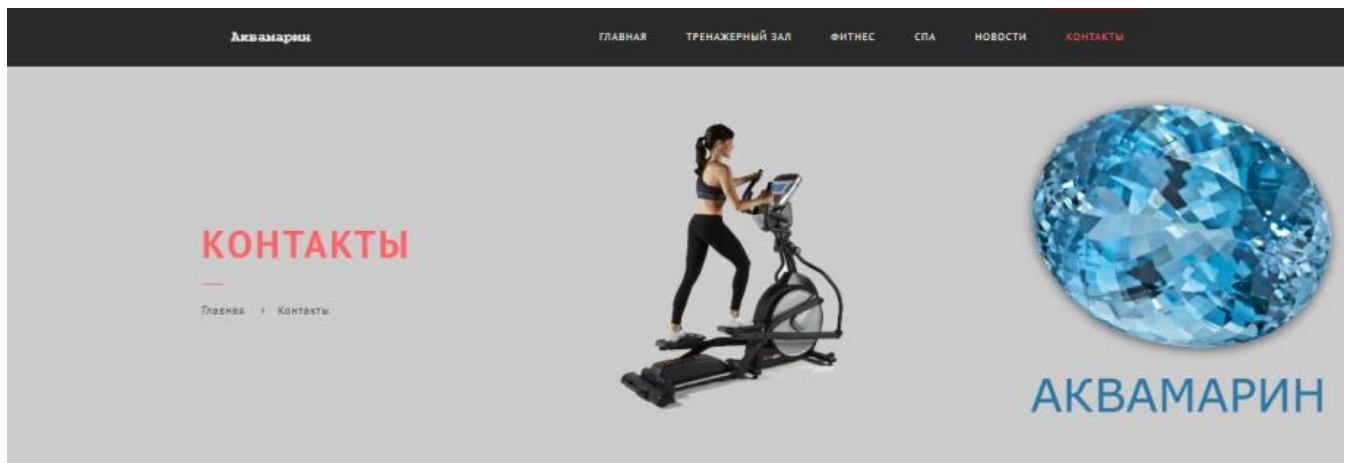 Аквамарин
ГЛАВНАЯ ТРЕНАЖЕРНЫЙ ЗАЛ ФИТНЕС СПА НОВОСТИ КОНТАКТЫ
КОНТАКТЫ
Главная › Контакты
АКВАМАРИН